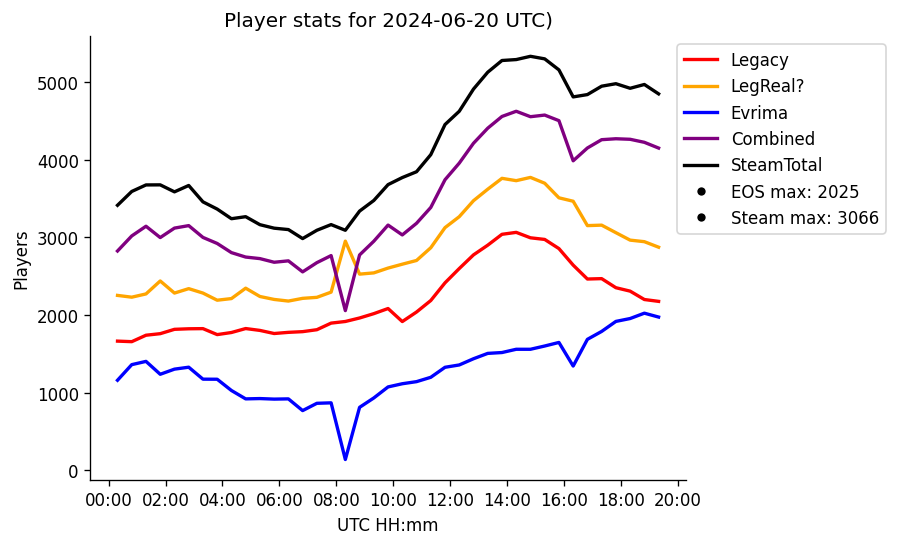 Player stats for 2024-06-20 UTC)
Players
5000
4000
3000
2000
1000
0
00:00 02:00 04:00 06:00 08:00 10:00 12:00 14:00 16:00 18:00 20:00
UTC HH:mm
Legacy
LegReal?
Evrima
Combined
SteamTotal
EOS max: 2025
Steam max: 3066